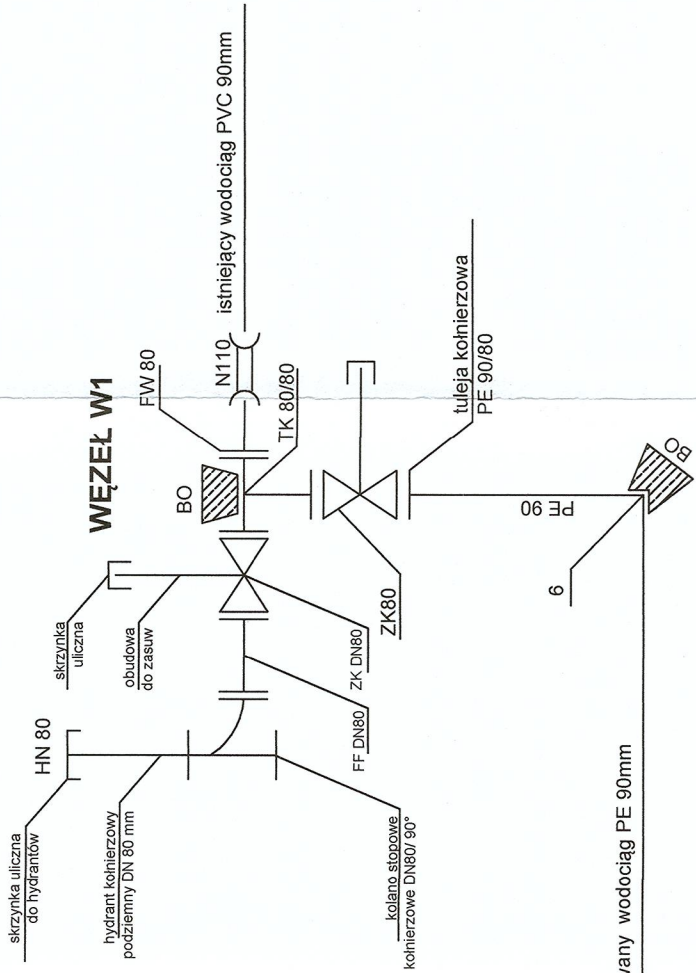 WĘZEŁ W1
istniejący wodociąg PVC 90mm
N110
FW 80
TK 80/80
BO
tuleja kołnierzowa
PE 90/80
skrzynka
uliczna
obudowa
do zasuw
ZK DN80
ZK80
PE 90
BO
6
HN 80
FF DN80
skrzynka uliczna
do hydrantów
hydrant kołnierzowy
podziemny DN 80 mm
kolano stopowe
kołnierzowe DN80/ 90°
wodociąg PE 90mm